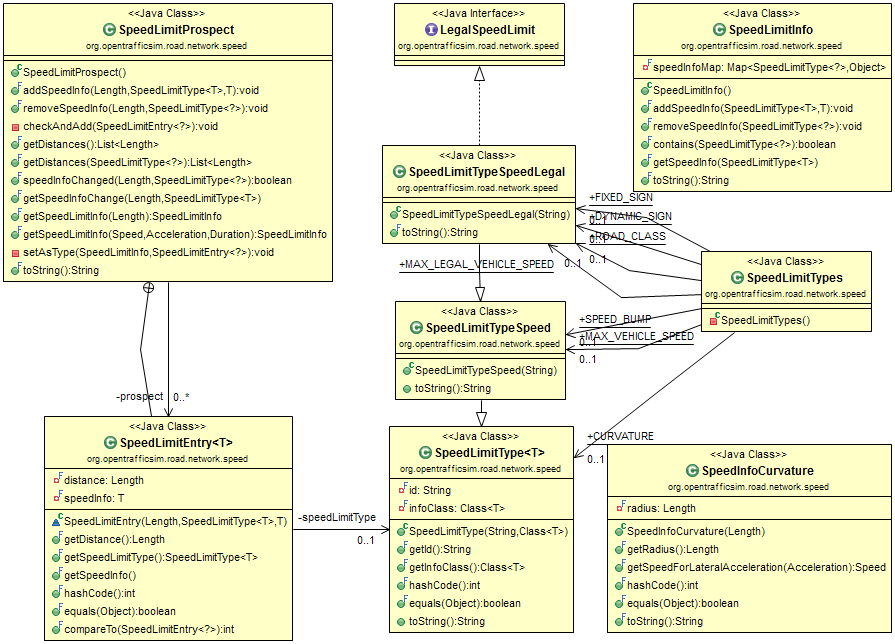 <<Java Class>>
SpeedLimitProspect
org.opentrafficsim.road.network.speed
SpeedLimitProspect()
addSpeedInfo(Length,SpeedLimitType<T>,T):void
removeSpeedInfo(Length,SpeedLimitType<?>):void
checkAndAdd(SpeedLimitEntry<?>):void
getDistances():List<Length>
getDistances(SpeedLimitType<?>):List<Length>
speedInfoChanged(Length,SpeedLimitType<?>):boolean
getSpeedInfoChange(Length,SpeedLimitType<T>)
getSpeedLimitInfo(Length):SpeedLimitInfo
getSpeedLimitInfo(Speed,Acceleration,Duration):SpeedLimitInfo
setAsType(SpeedLimitInfo,SpeedLimitEntry<?>):void
toString():String
<<Java Interface>>
LegalSpeedLimit
org.opentrafficsim.road.network.speed
<<Java Class>>
SpeedLimitInfo
org.opentrafficsim.road.network.speed
speedInfoMap: Map<SpeedLimitType<?>,Object>
SpeedLimitInfo()
addSpeedInfo(SpeedLimitType<T>,T):void
removeSpeedInfo(SpeedLimitType<?>):void
contains(SpeedLimitType<?>):boolean
getSpeedInfo(SpeedLimitType<T>)
toString():String
<<Java Class>>
SpeedLimitTypeSpeedLegal
org.opentrafficsim.road.network.speed
SpeedLimitTypeSpeedLegal(String)
toString():String
+FIXED_SIGN
0..1
+DYNAMIC_SIGN
0..1
+ROAD_CLASS
0..1
+MAX_LEGAL_VEHICLE_SPEED
0..1
<<Java Class>>
SpeedLimitTypes
org.opentrafficsim.road.network.speed
SpeedLimitTypes()
<<Java Class>>
SpeedLimitTypeSpeed
org.opentrafficsim.road.network.speed
SpeedLimitTypeSpeed(String)
toString():String
+SPEED_BUMP
0..1
+MAX_VEHICLE_SPEED
0..1
-prospect
0..*
<<Java Class>>
SpeedLimitEntry<T>
org.opentrafficsim.road.network.speed
distance: Length
speedInfo: T
SpeedLimitEntry(Length,SpeedLimitType<T>,T)
getDistance():Length
getSpeedLimitType():SpeedLimitType<T>
getSpeedInfo()
hashCode():int
equals(Object):boolean
compareTo(SpeedLimitEntry<?>):int
-speedLimitType
0..1
<<Java Class>>
SpeedLimitType<T>
org.opentrafficsim.road.network.speed
id: String
infoClass: Class<T>
SpeedLimitType(String,Class<T>)
getId():String
getInfoClass():Class<T>
hashCode():int
equals(Object):boolean
toString():String
+CURVATURE
0..1
<<Java Class>>
SpeedInfoCurvature
org.opentrafficsim.road.network.speed
radius: Length
SpeedInfoCurvature(Length)
getRadius():Length
getSpeedForLateralAcceleration(Acceleration):Speed
hashCode():int
equals(Object):boolean
toString():String